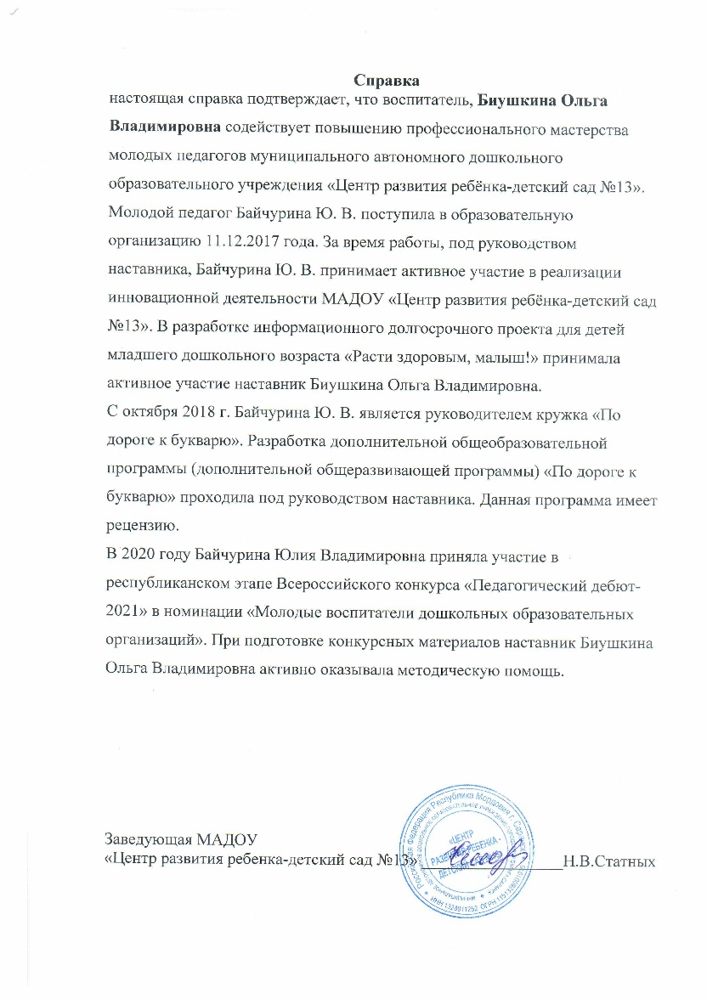 Справка
настоящая справка подтверждает, что воспитатель, Биушкина Ольга
Владимировна содействует повышению профессионального мастерства
молодых педагогов муниципального автономного дошкольного
образовательного учреждения «Центр развития ребёнка-детский сад №13».
Молодой педагог Байчурина Ю. В. поступила в образовательную
организацию 11.12.2017 года. За время работы, под руководством
наставника, Байчурина Ю. В. принимает активное участие в реализации
инновационной деятельности МАДОУ «Центр развития ребёнка-детский сад
№13». В разработке информационного долгосрочного проекта для детей
младшего дошкольного возраста «Расти здоровым, малыш!» принимала
активное участие наставник Биушкина Ольга Владимировна.
С октября 2018 г. Байчурина Ю. В. является руководителем кружка «По
дороге к букварю». Разработка дополнительной общеобразовательной
программы (дополнительной общеразвивающей программы) «По дороге к
букварю» проходила под руководством наставника. Данная программа имеет
рецензию.
В 2020 году Байчурина Юлия Владимировна приняла участие в
республиканском этапе Всероссийского конкурса «Педагогический дебют-
2021» в номинации «Молодые воспитатели дошкольных образовательных
организаций». При подготовке конкурсных материалов наставник Биушкина
Ольга Владимировна активно оказывала методическую помощь.
Заведующая МАДОУ
«Центр развития ребенка-детский сад №13» Н.В.Статных
Российская Федерация Республика Мордовия г.
«ЦЕНТР
РАЗВИТИЯ РЕБЕНКА -
ДЕТСКИЙ
ИНН 1328011262 ОГРН